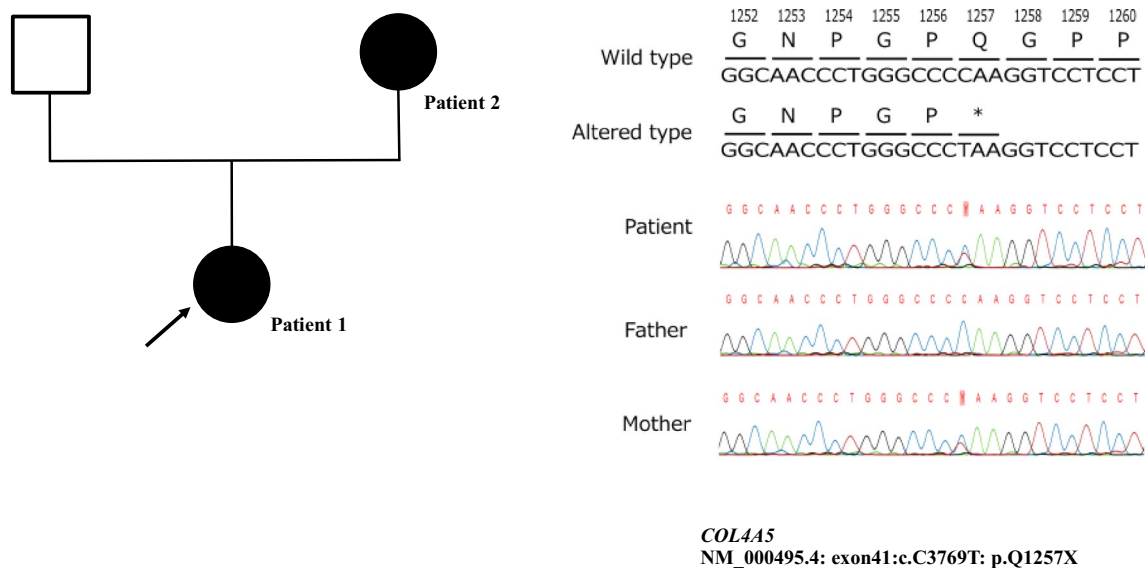 Patient 2
Patient 1
1252 1253 1254 1255 1256 1257 1258 1259 1260
G N P G P Q G P P
Wild type
GGCAACCCTGGGCCCCAAGGTCCTCCT
G N P G P *
Altered type
GGCAACCCTGGGCCCTAAGGTCCTCCT
G G C A A C C C T G G G C C C Y A A G G T C C T C C T
Patient
G G C A A C C C T G G G C C C C A A G G T C C T C C T
Father
G G C A A C C C T G G G C C C Y A A G G T C C T C C T
Mother
COL4A5
NM_000495.4: exon41:c.C3769T: p.Q1257X